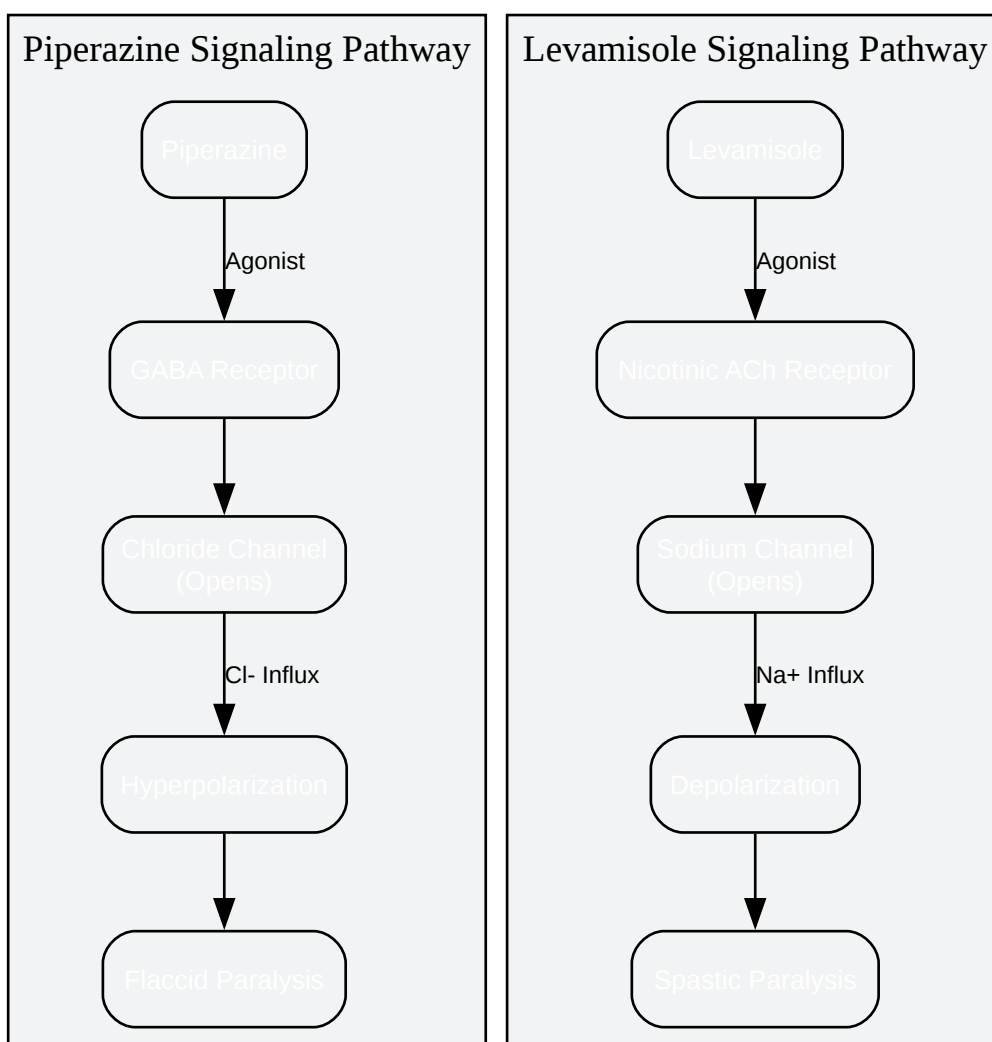 Piperazine Signaling Pathway
Piperazine
Agonist
GABA Receptor
Chloride Channel
(Opens)
Cl- Influx
Hyperpolarization
Flaccid Paralysis
Levamisole Signaling Pathway
Levamisole
Agonist
Nicotinic ACh Receptor
Sodium Channel
(Opens)
Na+ Influx
Depolarization
Spastic Paralysis